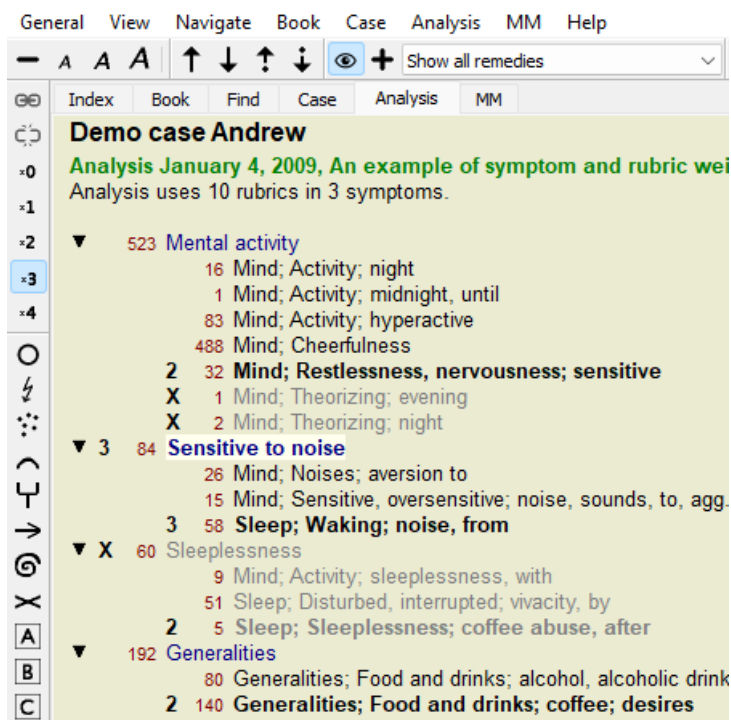 General View Navigate Book Case Analysis MM Help
A A A Show all remedies
Index Book Find Case Analysis MM
Demo case Andrew
×0 Analysis January 4, 2009, An example of symptom and rubric wei
Analysis uses 10 rubrics in 3 symptoms.
×1
×2 ▼ 523 Mental activity
16 Mind; Activity; night
×3 1 Mind; Activity; midnight, until
×4 83 Mind; Activity; hyperactive
488 Mind; Cheerfulness
2 32 Mind; Restlessness, nervousness; sensitive
X 1 Mind; Theorizing; evening
X 2 Mind; Theorizing; night
▼ 3 84 Sensitive to noise
26 Mind; Noises; aversion to
15 Mind; Sensitive, oversensitive; noise, sounds, to, agg.
3 58 Sleep; Waking; noise, from
▼ X 60 Sleeplessness
9 Mind; Activity; sleeplessness, with
51 Sleep; Disturbed, interrupted; vivacity, by
A 2 5 Sleep; Sleeplessness; coffee abuse, after
▼ 192 Generalities
B 80 Generalities; Food and drinks; alcohol, alcoholic drink
C 2 140 Generalities; Food and drinks; coffee; desires